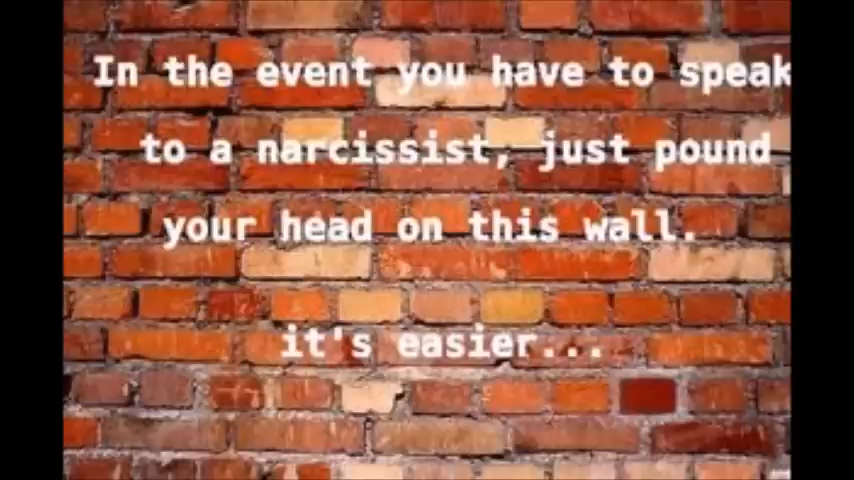 In the event you have to speak
to a narcissist, just pound
your head on this wall.
it's easier...